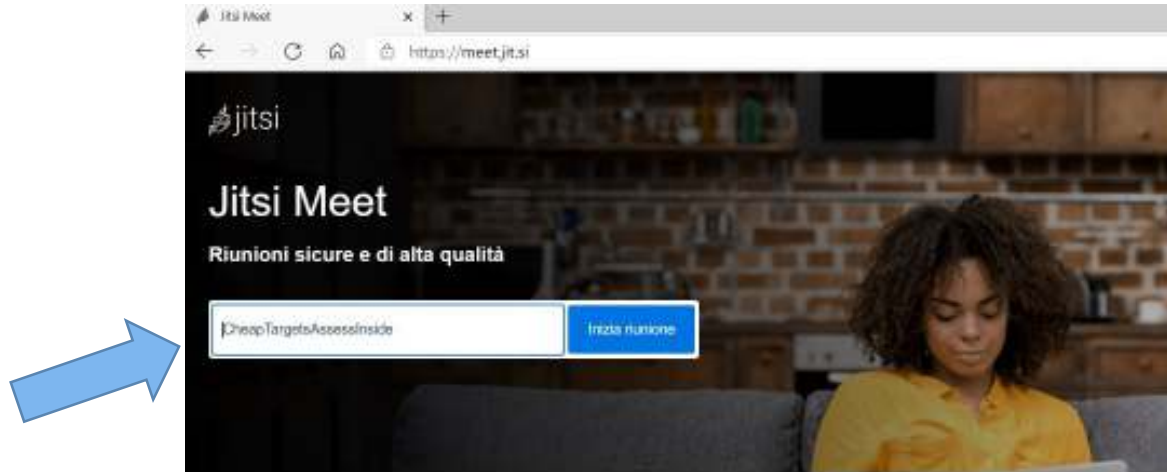 Jitsi Meet
https://meet.jit.si
jitsi
Jitsi Meet
Riunioni sicure e di alta qualità
CheapTargetsAssessInside
Inizia riunione